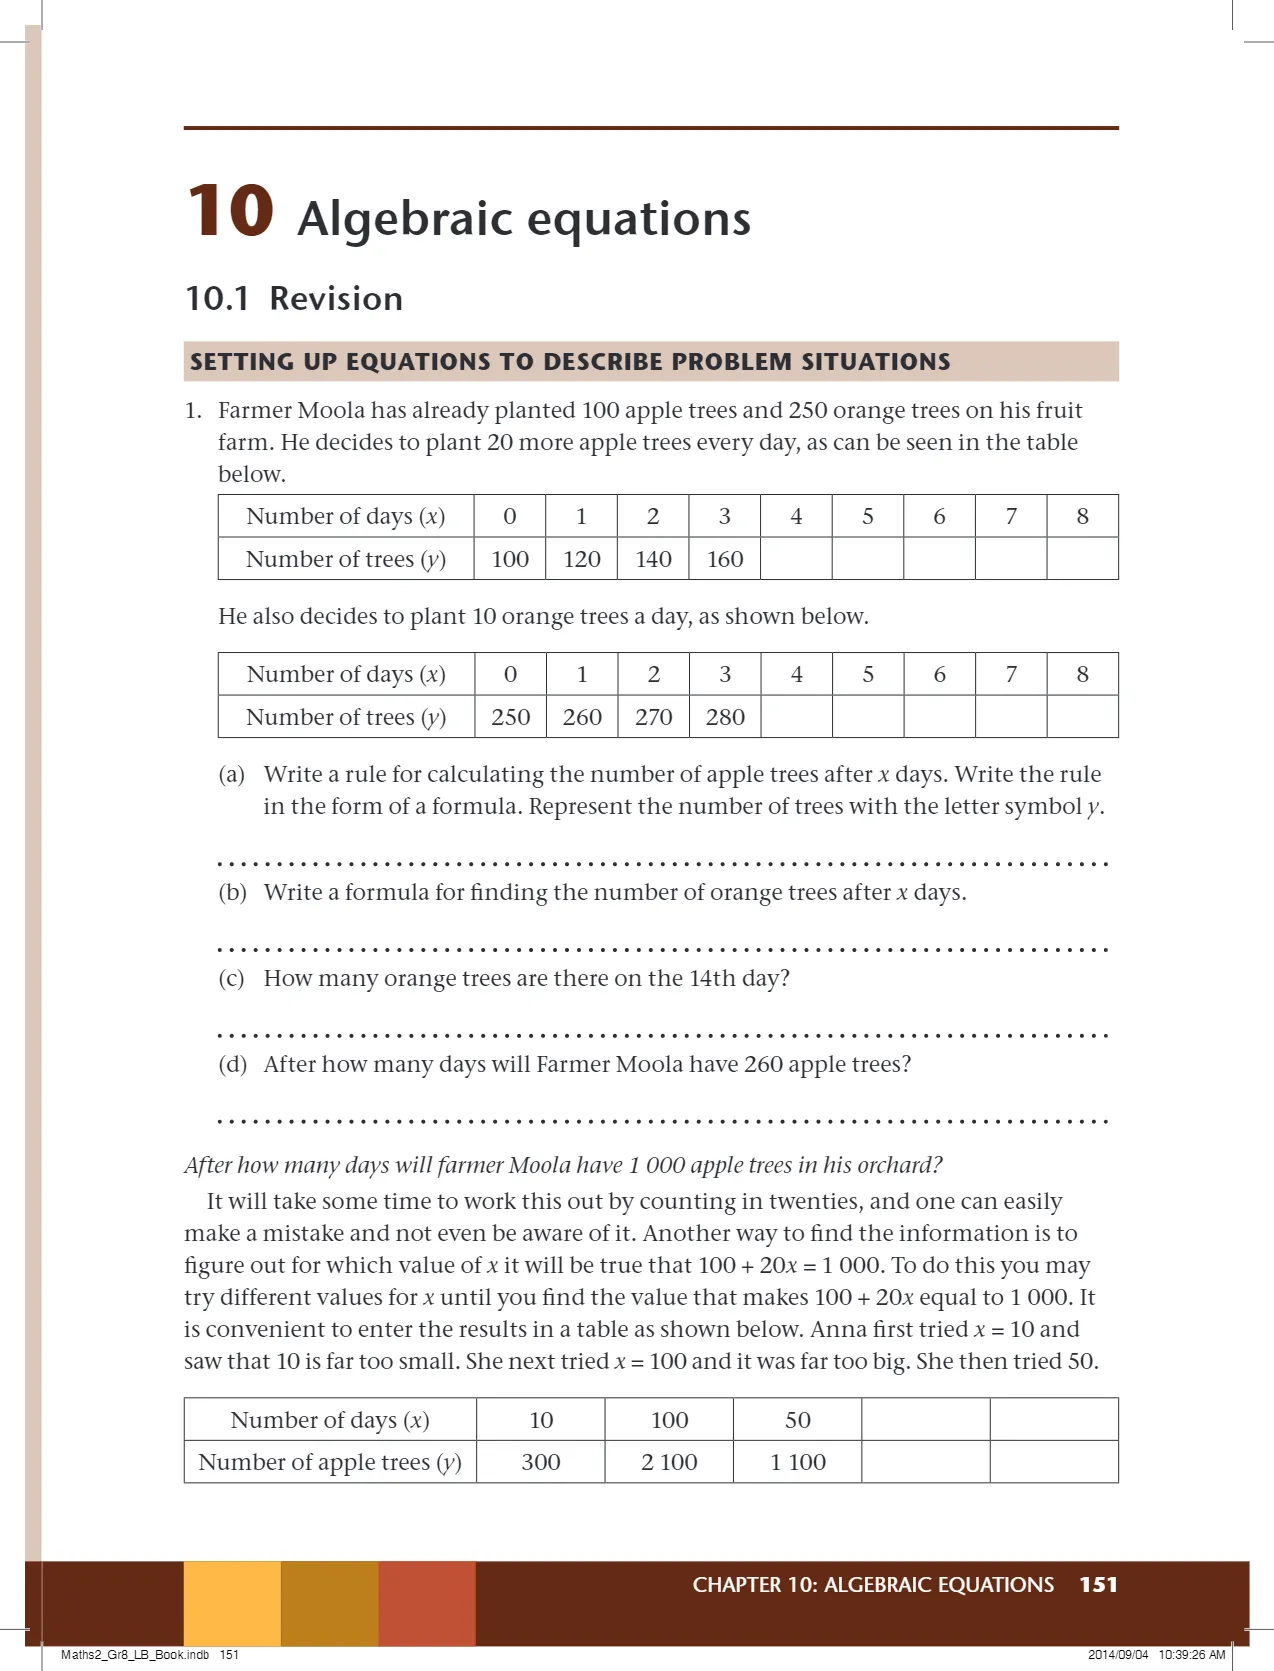 10 Algebraic equations
10.1 Revision
SETTING UP EQUATIONS TO DESCRIBE PROBLEM SITUATIONS
1. Farmer Moola has already planted 100 apple trees and 250 orange trees on his fruit
farm. He decides to plant 20 more apple trees every day, as can be seen in the table
below.
Number of days (x) 0 1 2 3 4 5 6 7 8
Number of trees (y) 100 120 140 160
He also decides to plant 10 orange trees a day, as shown below.
Number of days (x) 0 1 2 3 4 5 6 7 8
Number of trees (y) 250 260 270 280
(a) Write a rule for calculating the number of apple trees after x days. Write the rule
in the form of a formula. Represent the number of trees with the letter symbol y.
(b) Write a formula for finding the number of orange trees after x days.
(c) How many orange trees are there on the 14th day?
(d) After how many days will Farmer Moola have 260 apple trees?
After how many days will farmer Moola have 1 000 apple trees in his orchard?
It will take some time to work this out by counting in twenties, and one can easily
make a mistake and not even be aware of it. Another way to find the information is to
figure out for which value of x it will be true that 100 + 20x = 1 000. To do this you may
try different values for x until you find the value that makes 100 + 20x equal to 1 000. It
is convenient to enter the results in a table as shown below. Anna first tried x = 10 and
saw that 10 is far too small. She next tried x = 100 and it was far too big. She then tried 50.
Number of days (x) 10 100 50
Number of apple trees (y) 300 2 100 1 100
CHAPTER 10: ALGEBRAIC EQUATIONS 151
Maths2_Gr8_LB_Book.indb 151 2014/09/04 10:39:26 AM